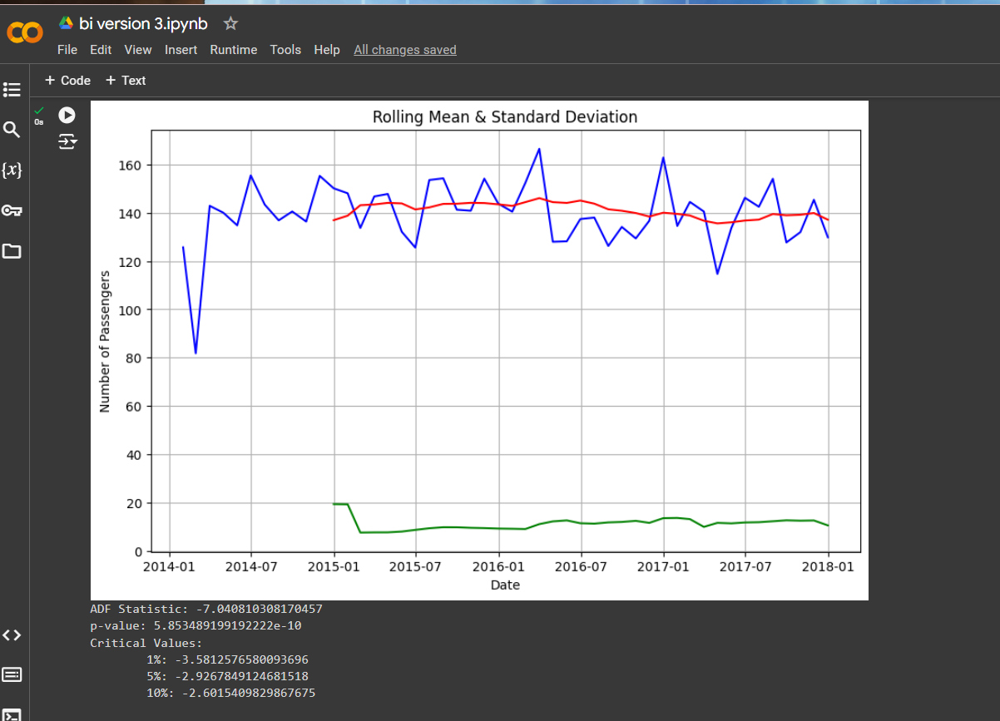 bi version 3.ipynb
File Edit View Insert Runtime Tools Help All changes saved
+ Code + Text
0s
{x}
Rolling Mean & Standard Deviation
160
140
120
100
80
60
40
20
0
Number of Passengers
2014-01 2014-07 2015-01 2015-07 2016-01 2016-07 2017-01 2017-07 2018-01
Date
ADF Statistic: -7.040810308170457
p-value: 5.853489199192222e-10
Critical Values:
1%: -3.5812576580093696
5%: -2.9267849124681518
10%: -2.6015409829867675